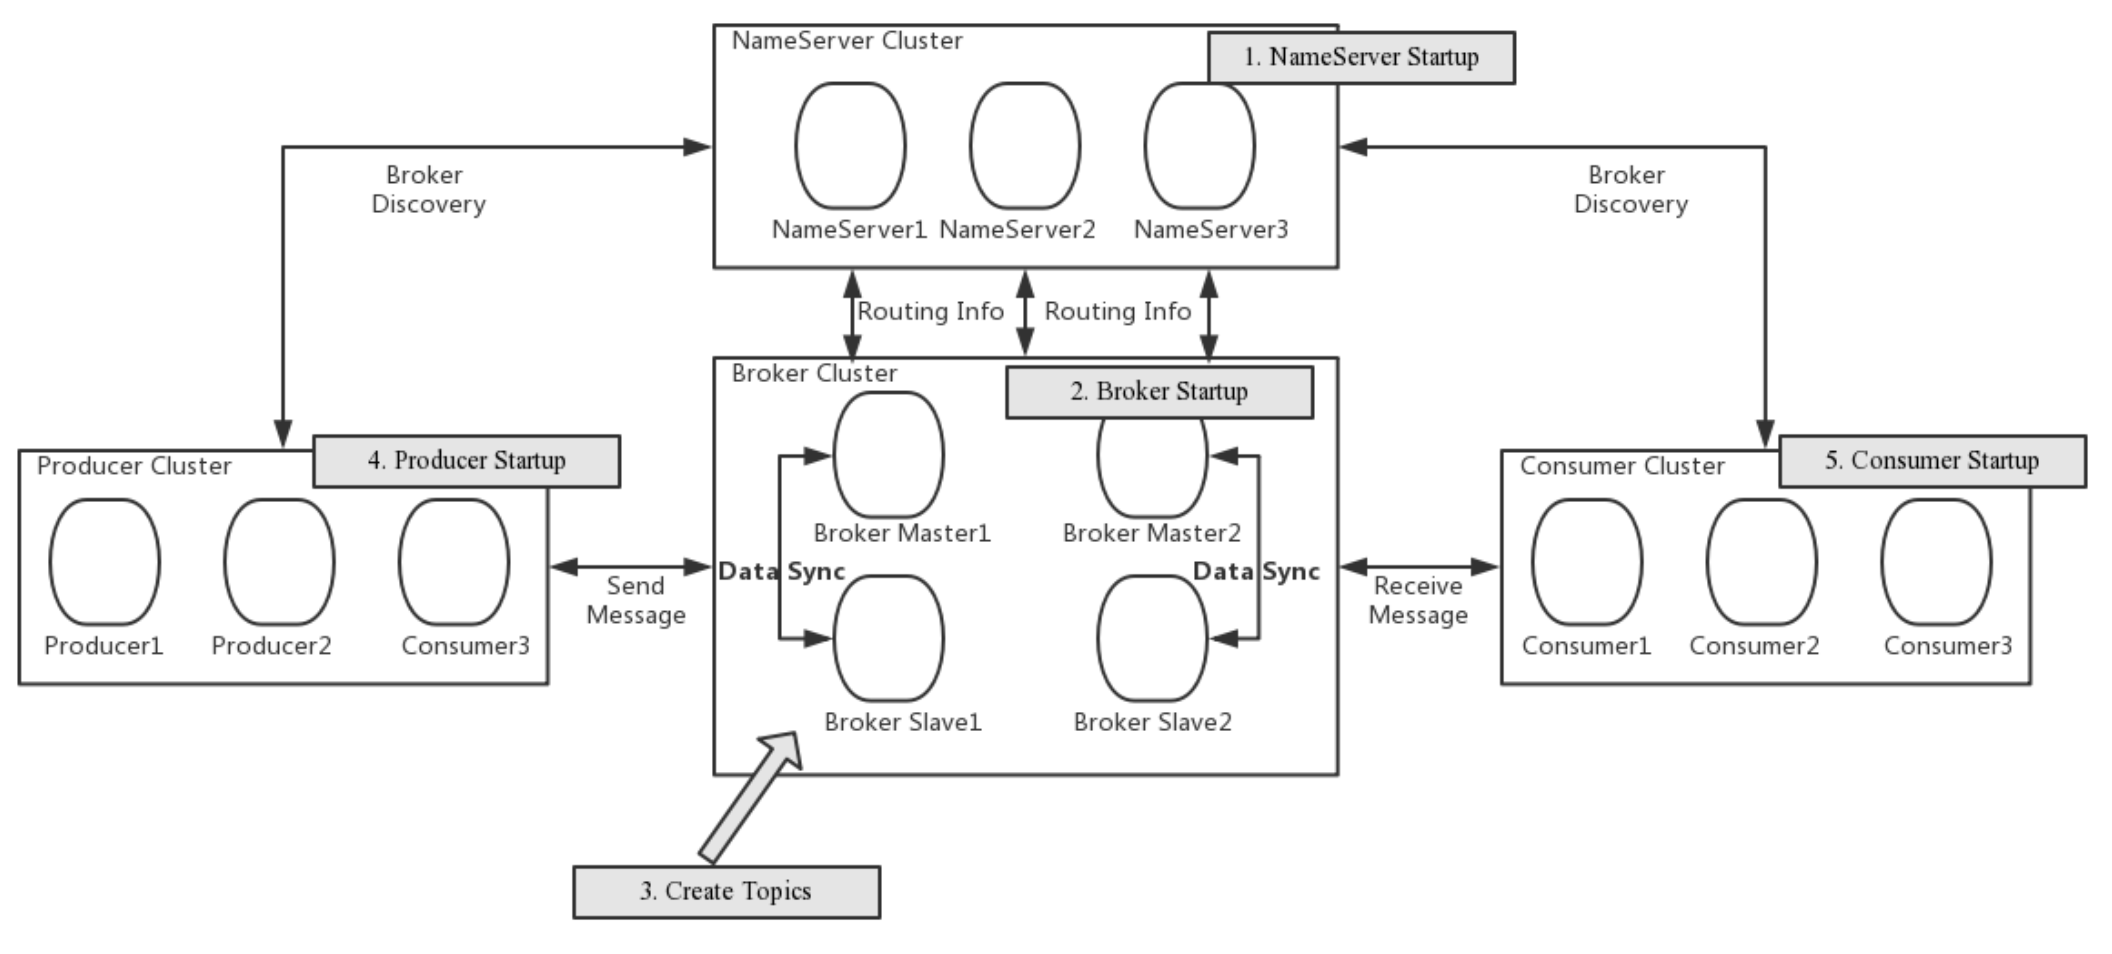 NameServer Cluster
1. NameServer Startup
NameServer1
NameServer2
NameServer3
Broker
Discovery
Broker
Discovery
Routing Info
Routing Info
Broker Cluster
2. Broker Startup
Broker Master1
Broker Master2
Data Sync
Data Sync
Broker Slave1
Broker Slave2
Producer Cluster
4. Producer Startup
Producer1
Producer2
Consumer3
Send
Message
Receive
Message
Consumer Cluster
5. Consumer Startup
Consumer1
Consumer2
Consumer3
3. Create Topics